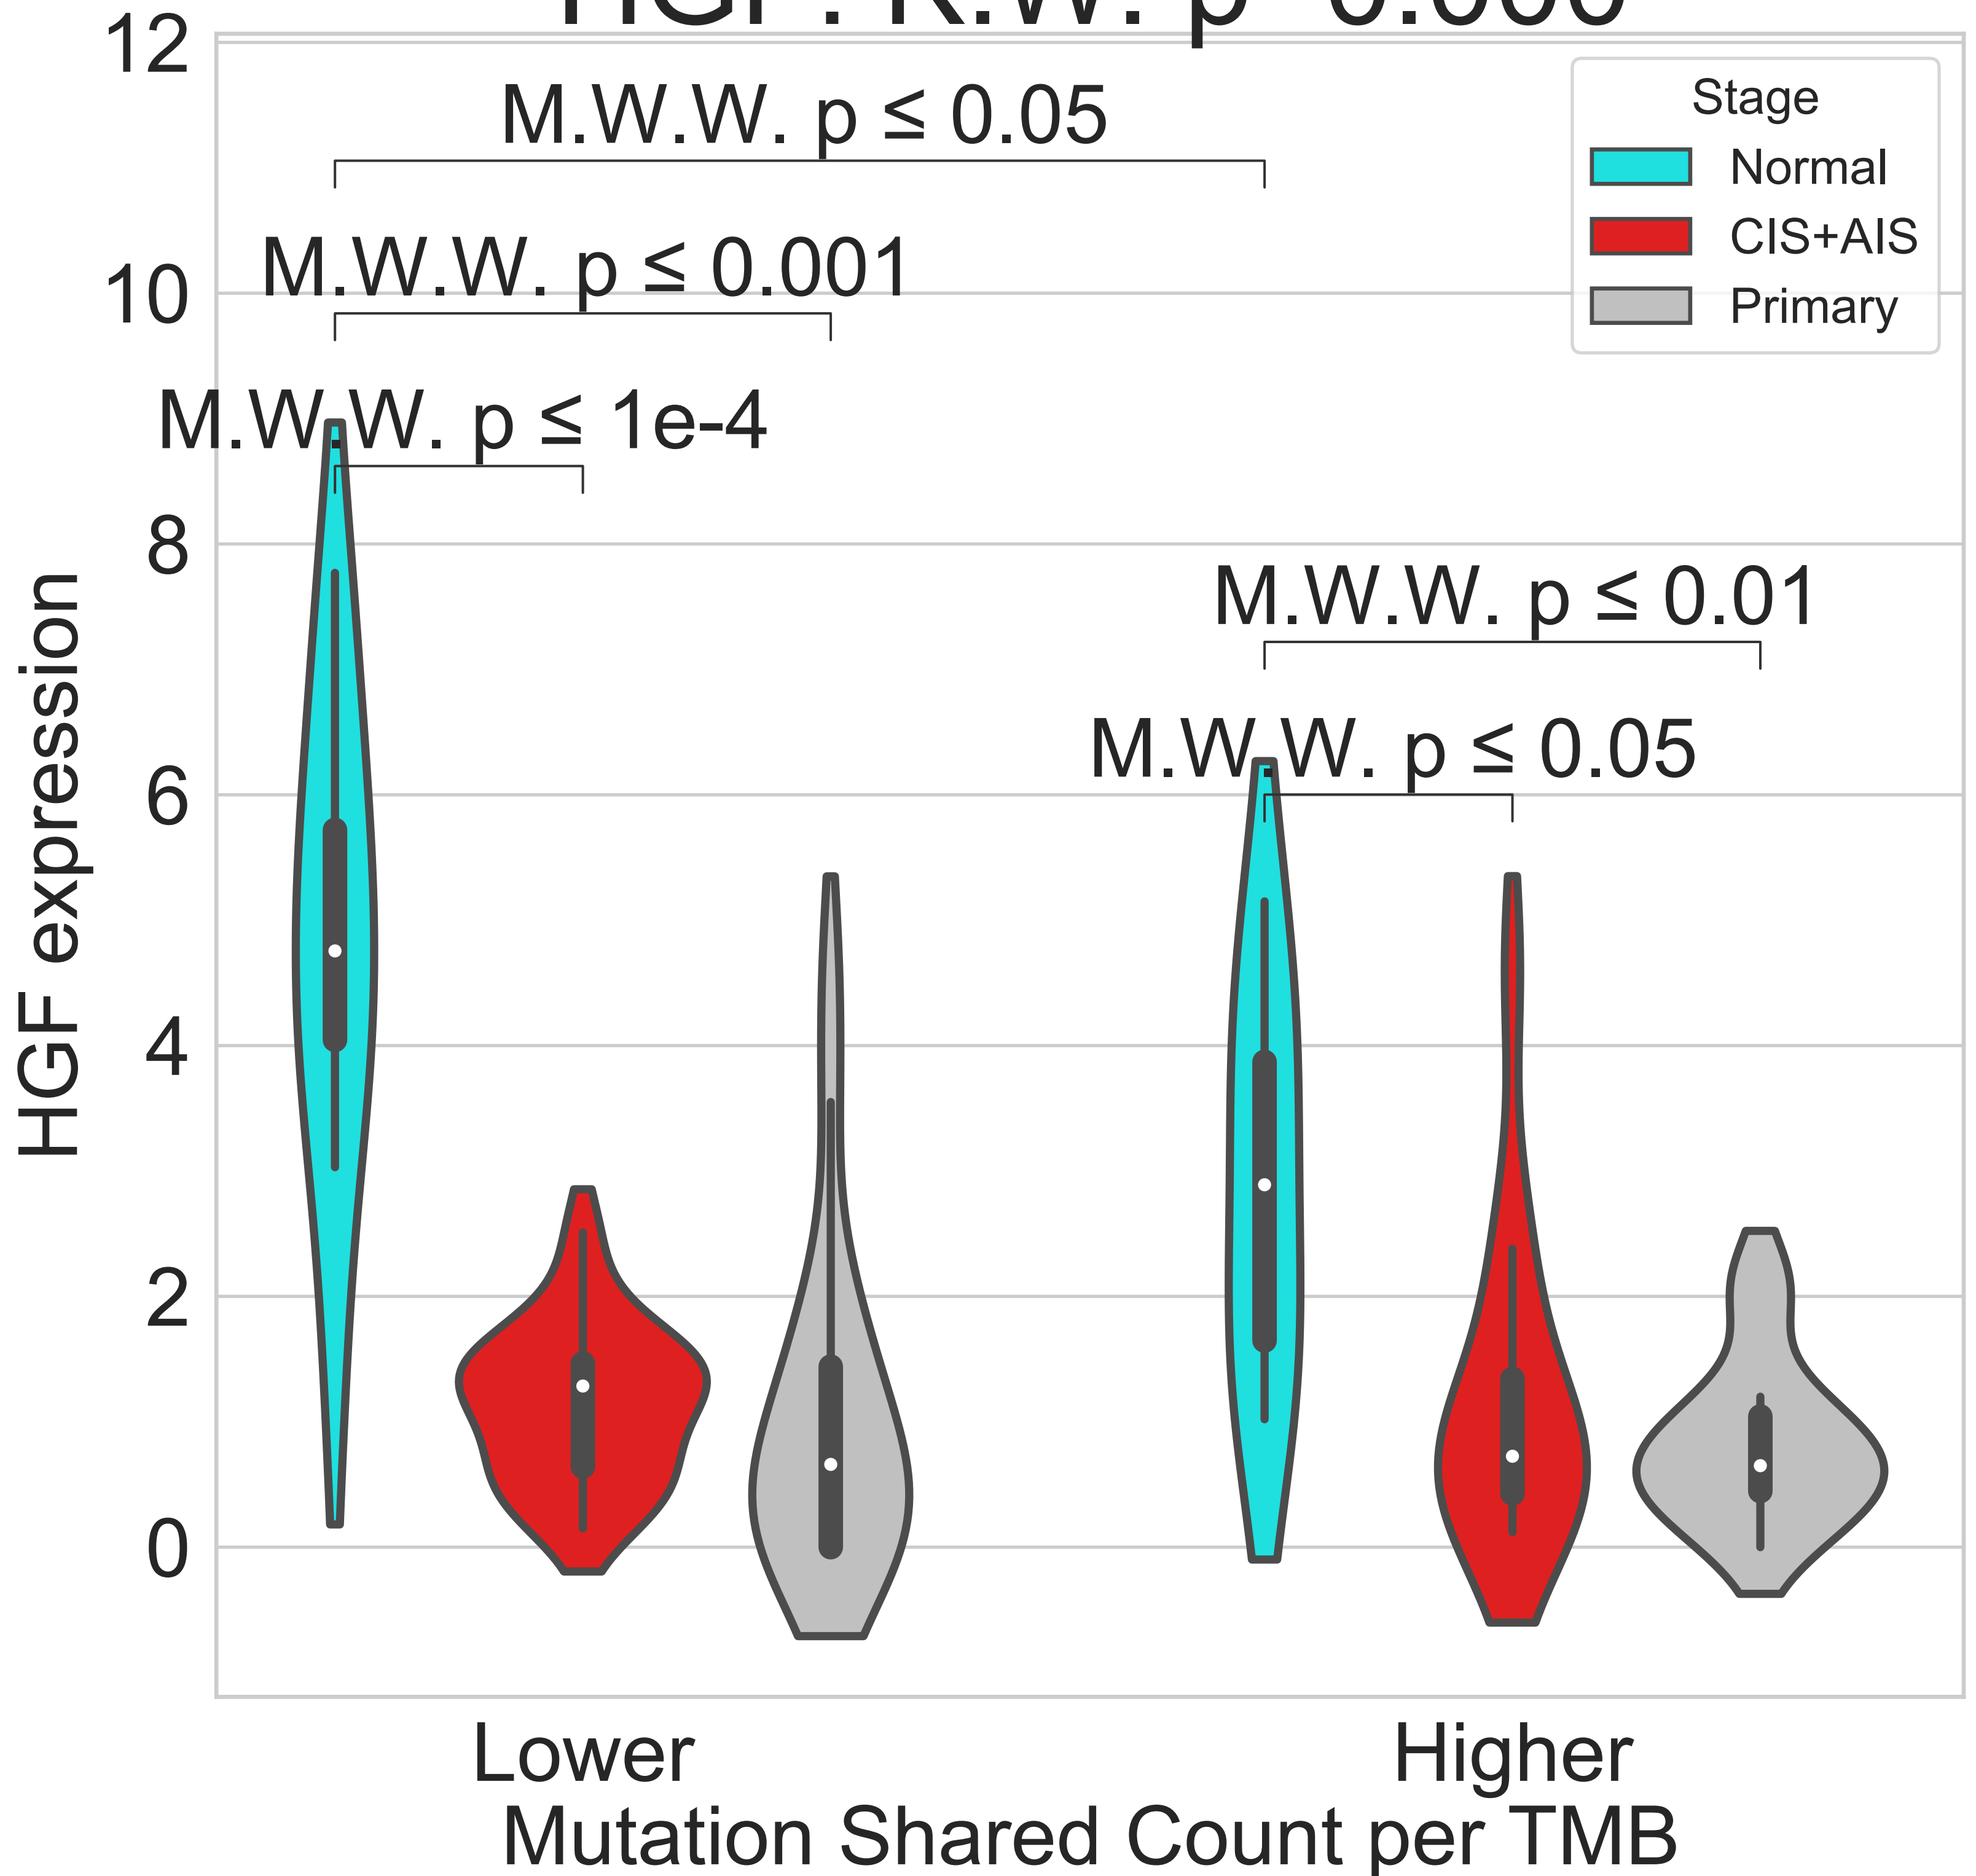 M.W.W. p ≤ 0.05
M.W.W. p ≤ 0.001
M.W.W. p ≤ 1e-4
M.W.W. p ≤ 0.01
M.W.W. p ≤ 0.05
Stage
Normal
CIS+AIS
Primary
12
10
8
6
4
2
0
HGF expression
Lower
Higher
Mutation Shared Count per TMB